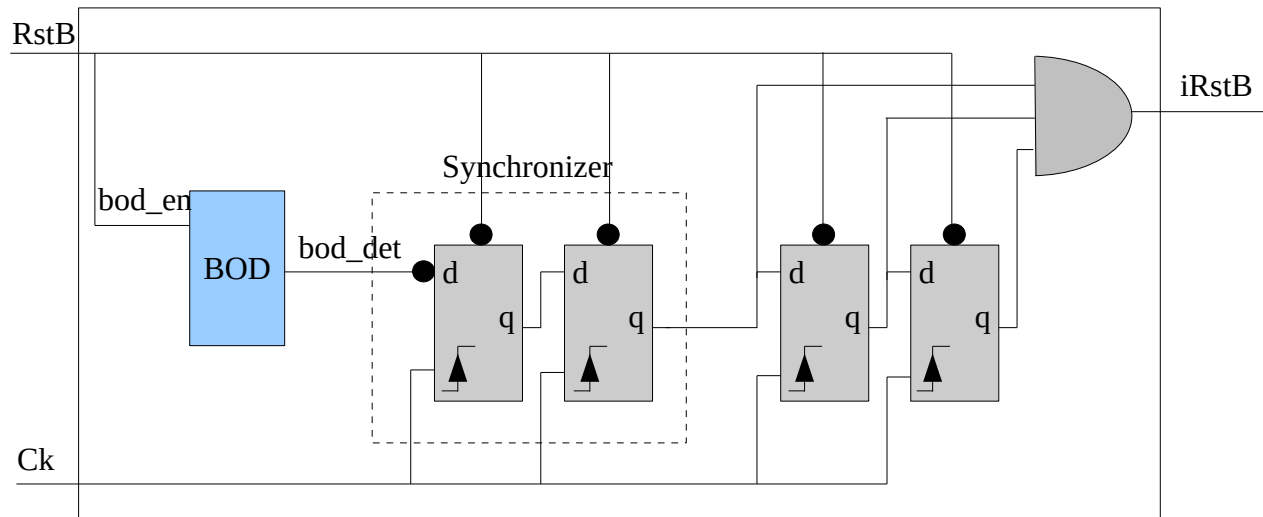 RstB
iRstB
Synchronizer
bod_en
bod_det
BOD
d
d
d
d
q
q
q
q
Ck